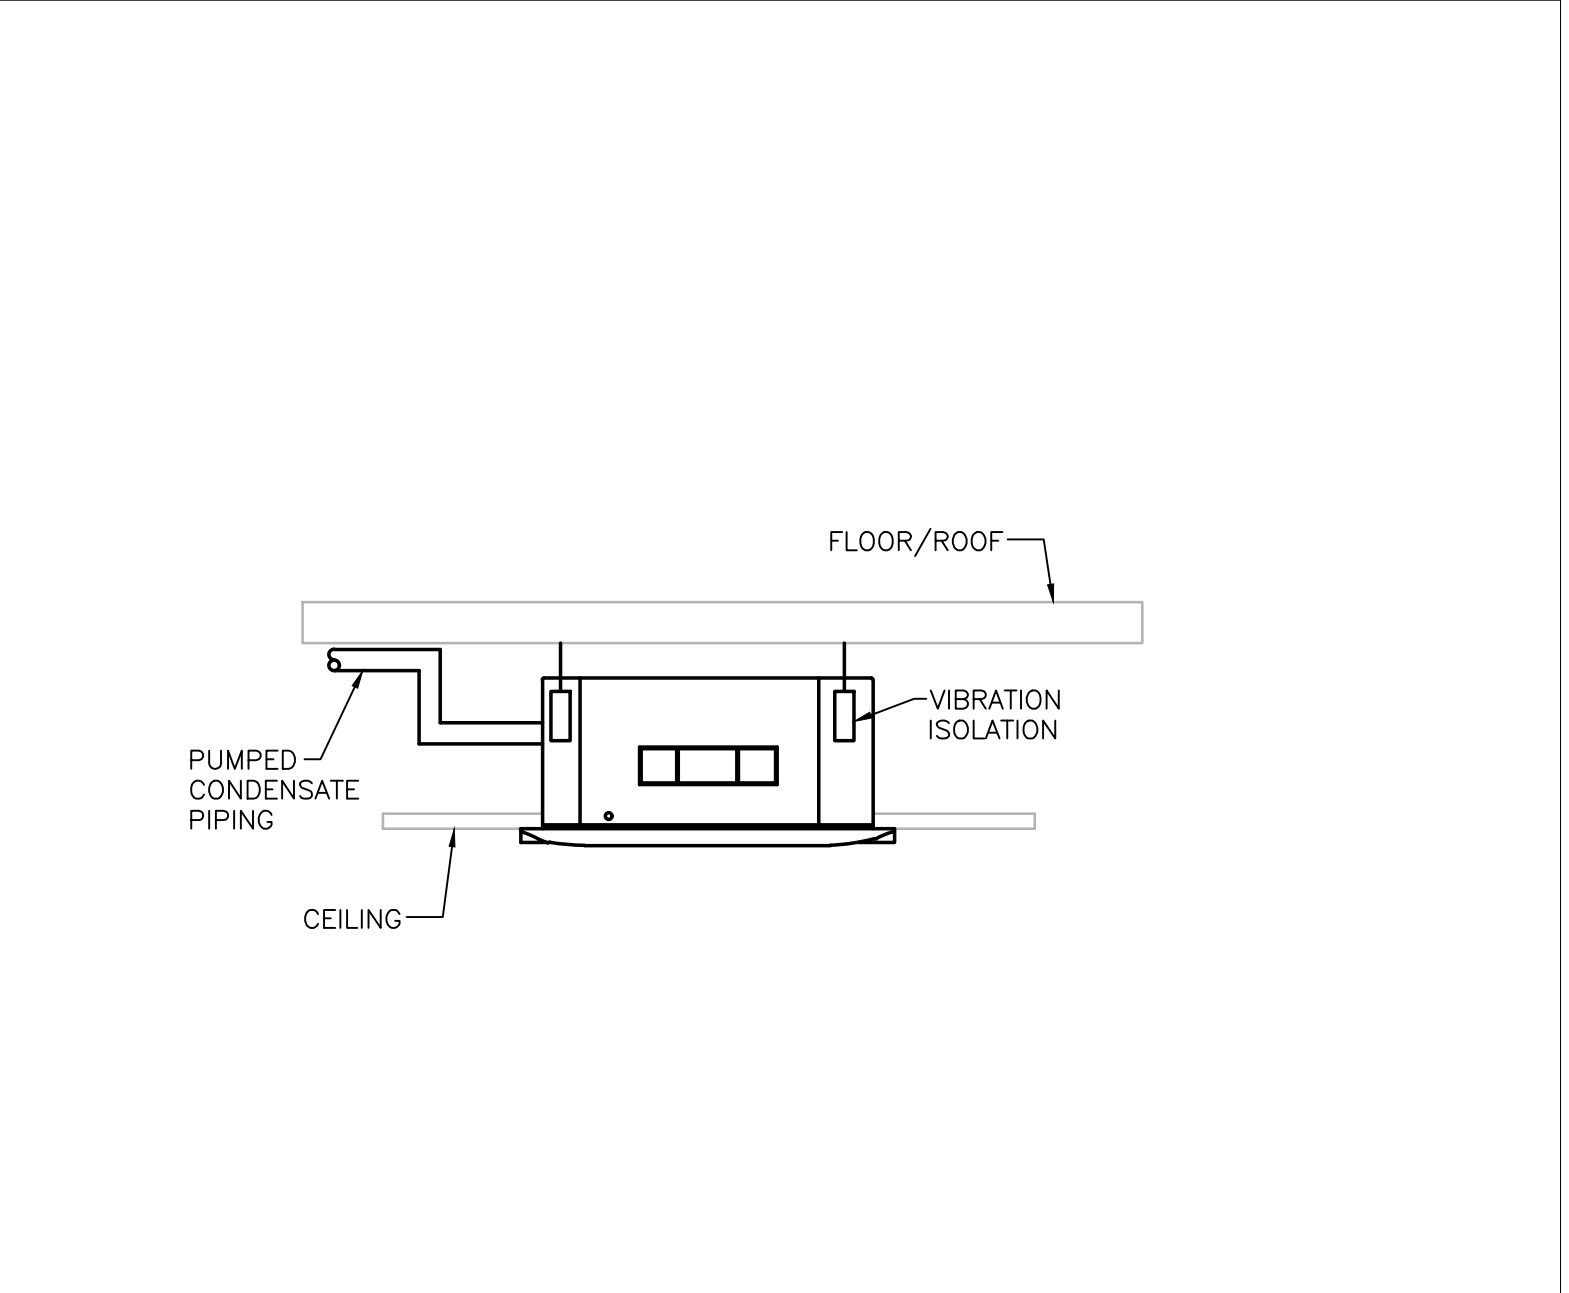 FLOOR/ROOF
VIBRATION
ISOLATION
PUMPED
CONDENSATE
PIPING
CEILING